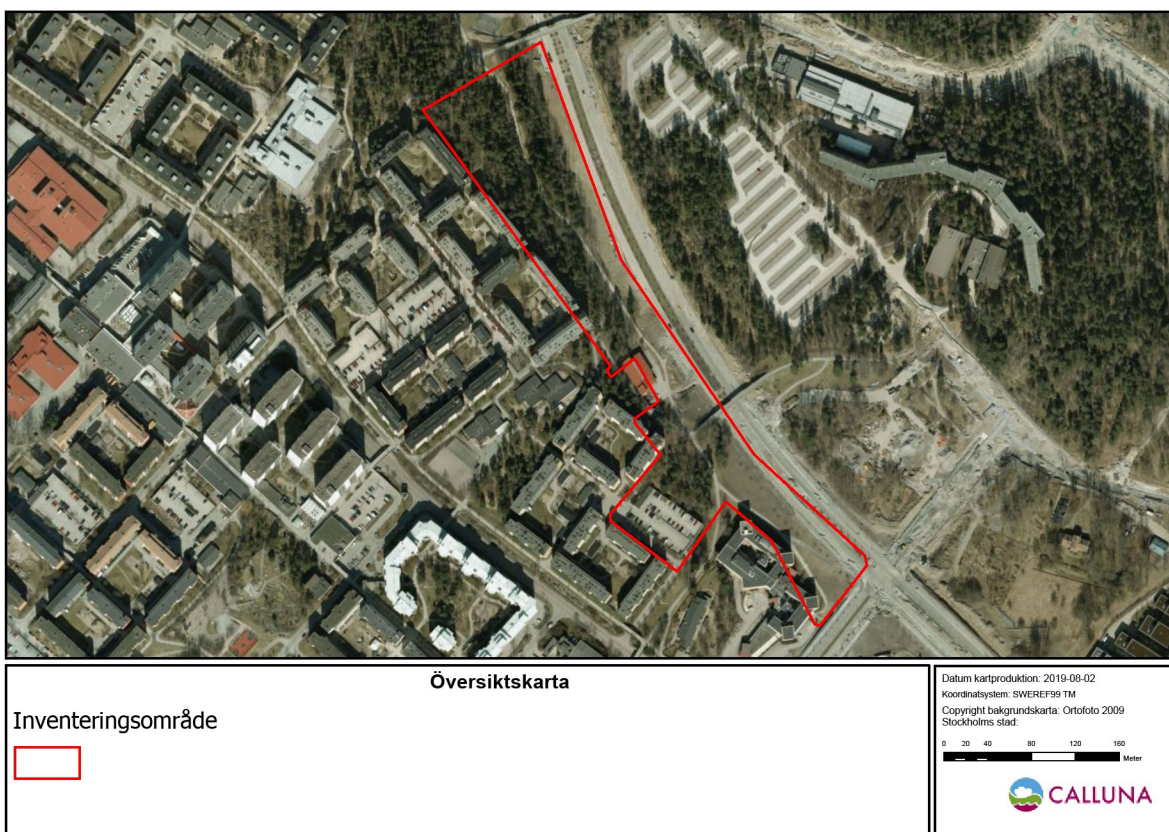 Översiktskarta
Inventeringsområde
Datum kartproduktion: 2019-08-02
Koordinatsystem: SWEREF99 TM
Copyright bakgrundskarta: Ortofoto 2009
Stockholms stad:
0 20 40 80 120 160
Meter
CALLUNA